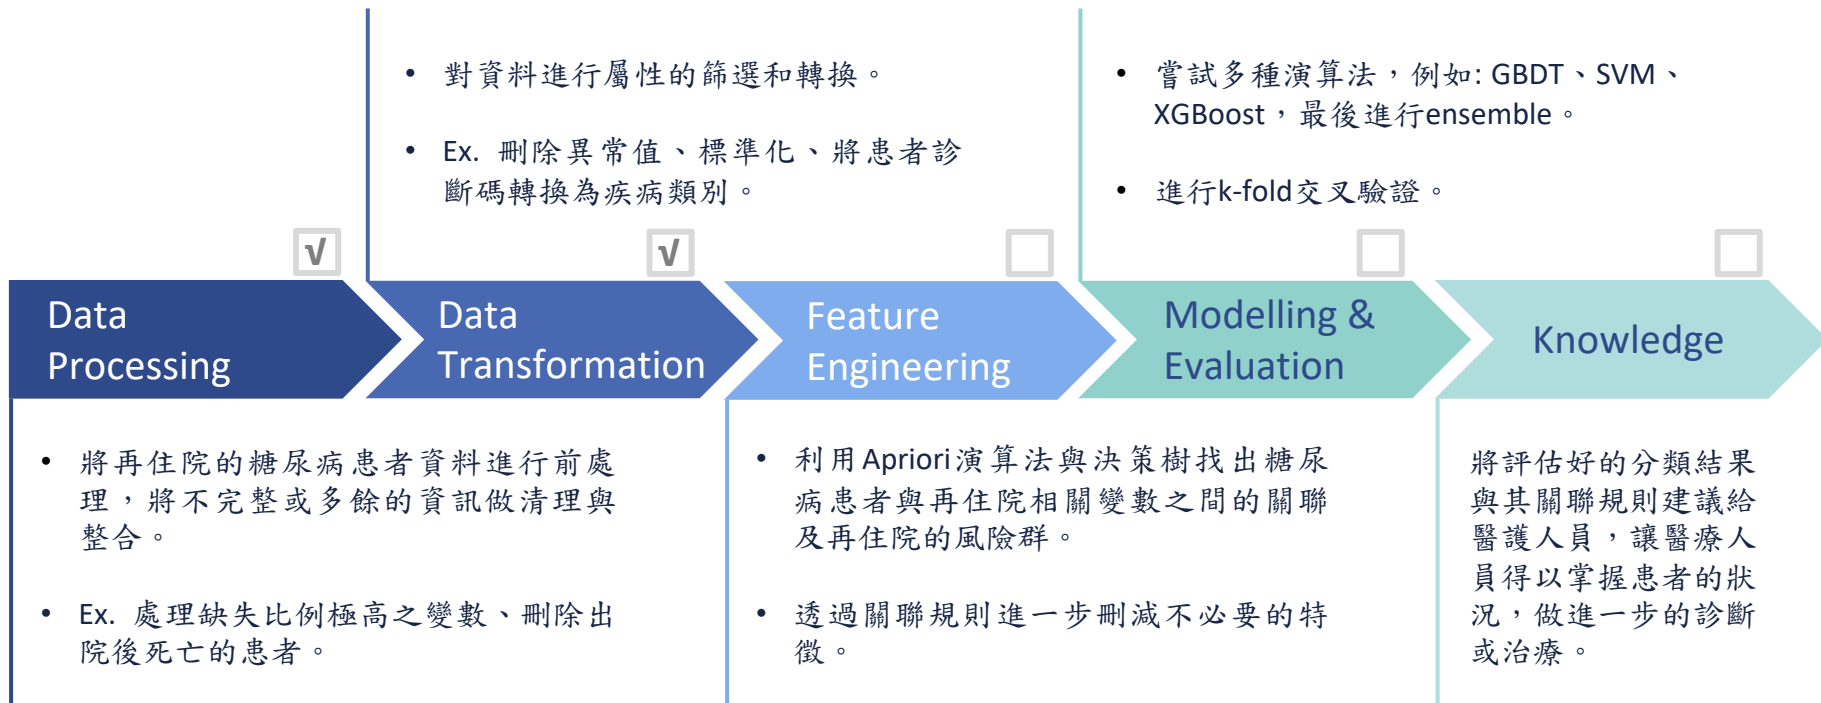 • 對資料進行屬性的篩選和轉換。
• Ex. 刪除異常值、標準化、將患者診
斷碼轉換為疾病類別。
• 嘗試多種演算法，例如: GBDT、SVM、
XGBoost，最後進行ensemble。
• 進行k-fold交叉驗證。
√
√
Data
Processing
Data
Transformation
Feature
Engineering
Modelling &
Evaluation
Knowledge
• 將再住院的糖尿病患者資料進行前處
理，將不完整或多餘的資訊做清理與
整合。
• Ex. 處理缺失比例極高之變數、刪除出
院後死亡的患者。
• 利用Apriori演算法與決策樹找出糖尿
病患者與再住院相關變數之間的關聯
及再住院的風險群。
• 透過關聯規則進一步刪減不必要的特
徵。
將評估好的分類結果
與其關聯規則建議給
醫護人員，讓醫療人
員得以掌握患者的狀
況，做進一步的診斷
或治療。